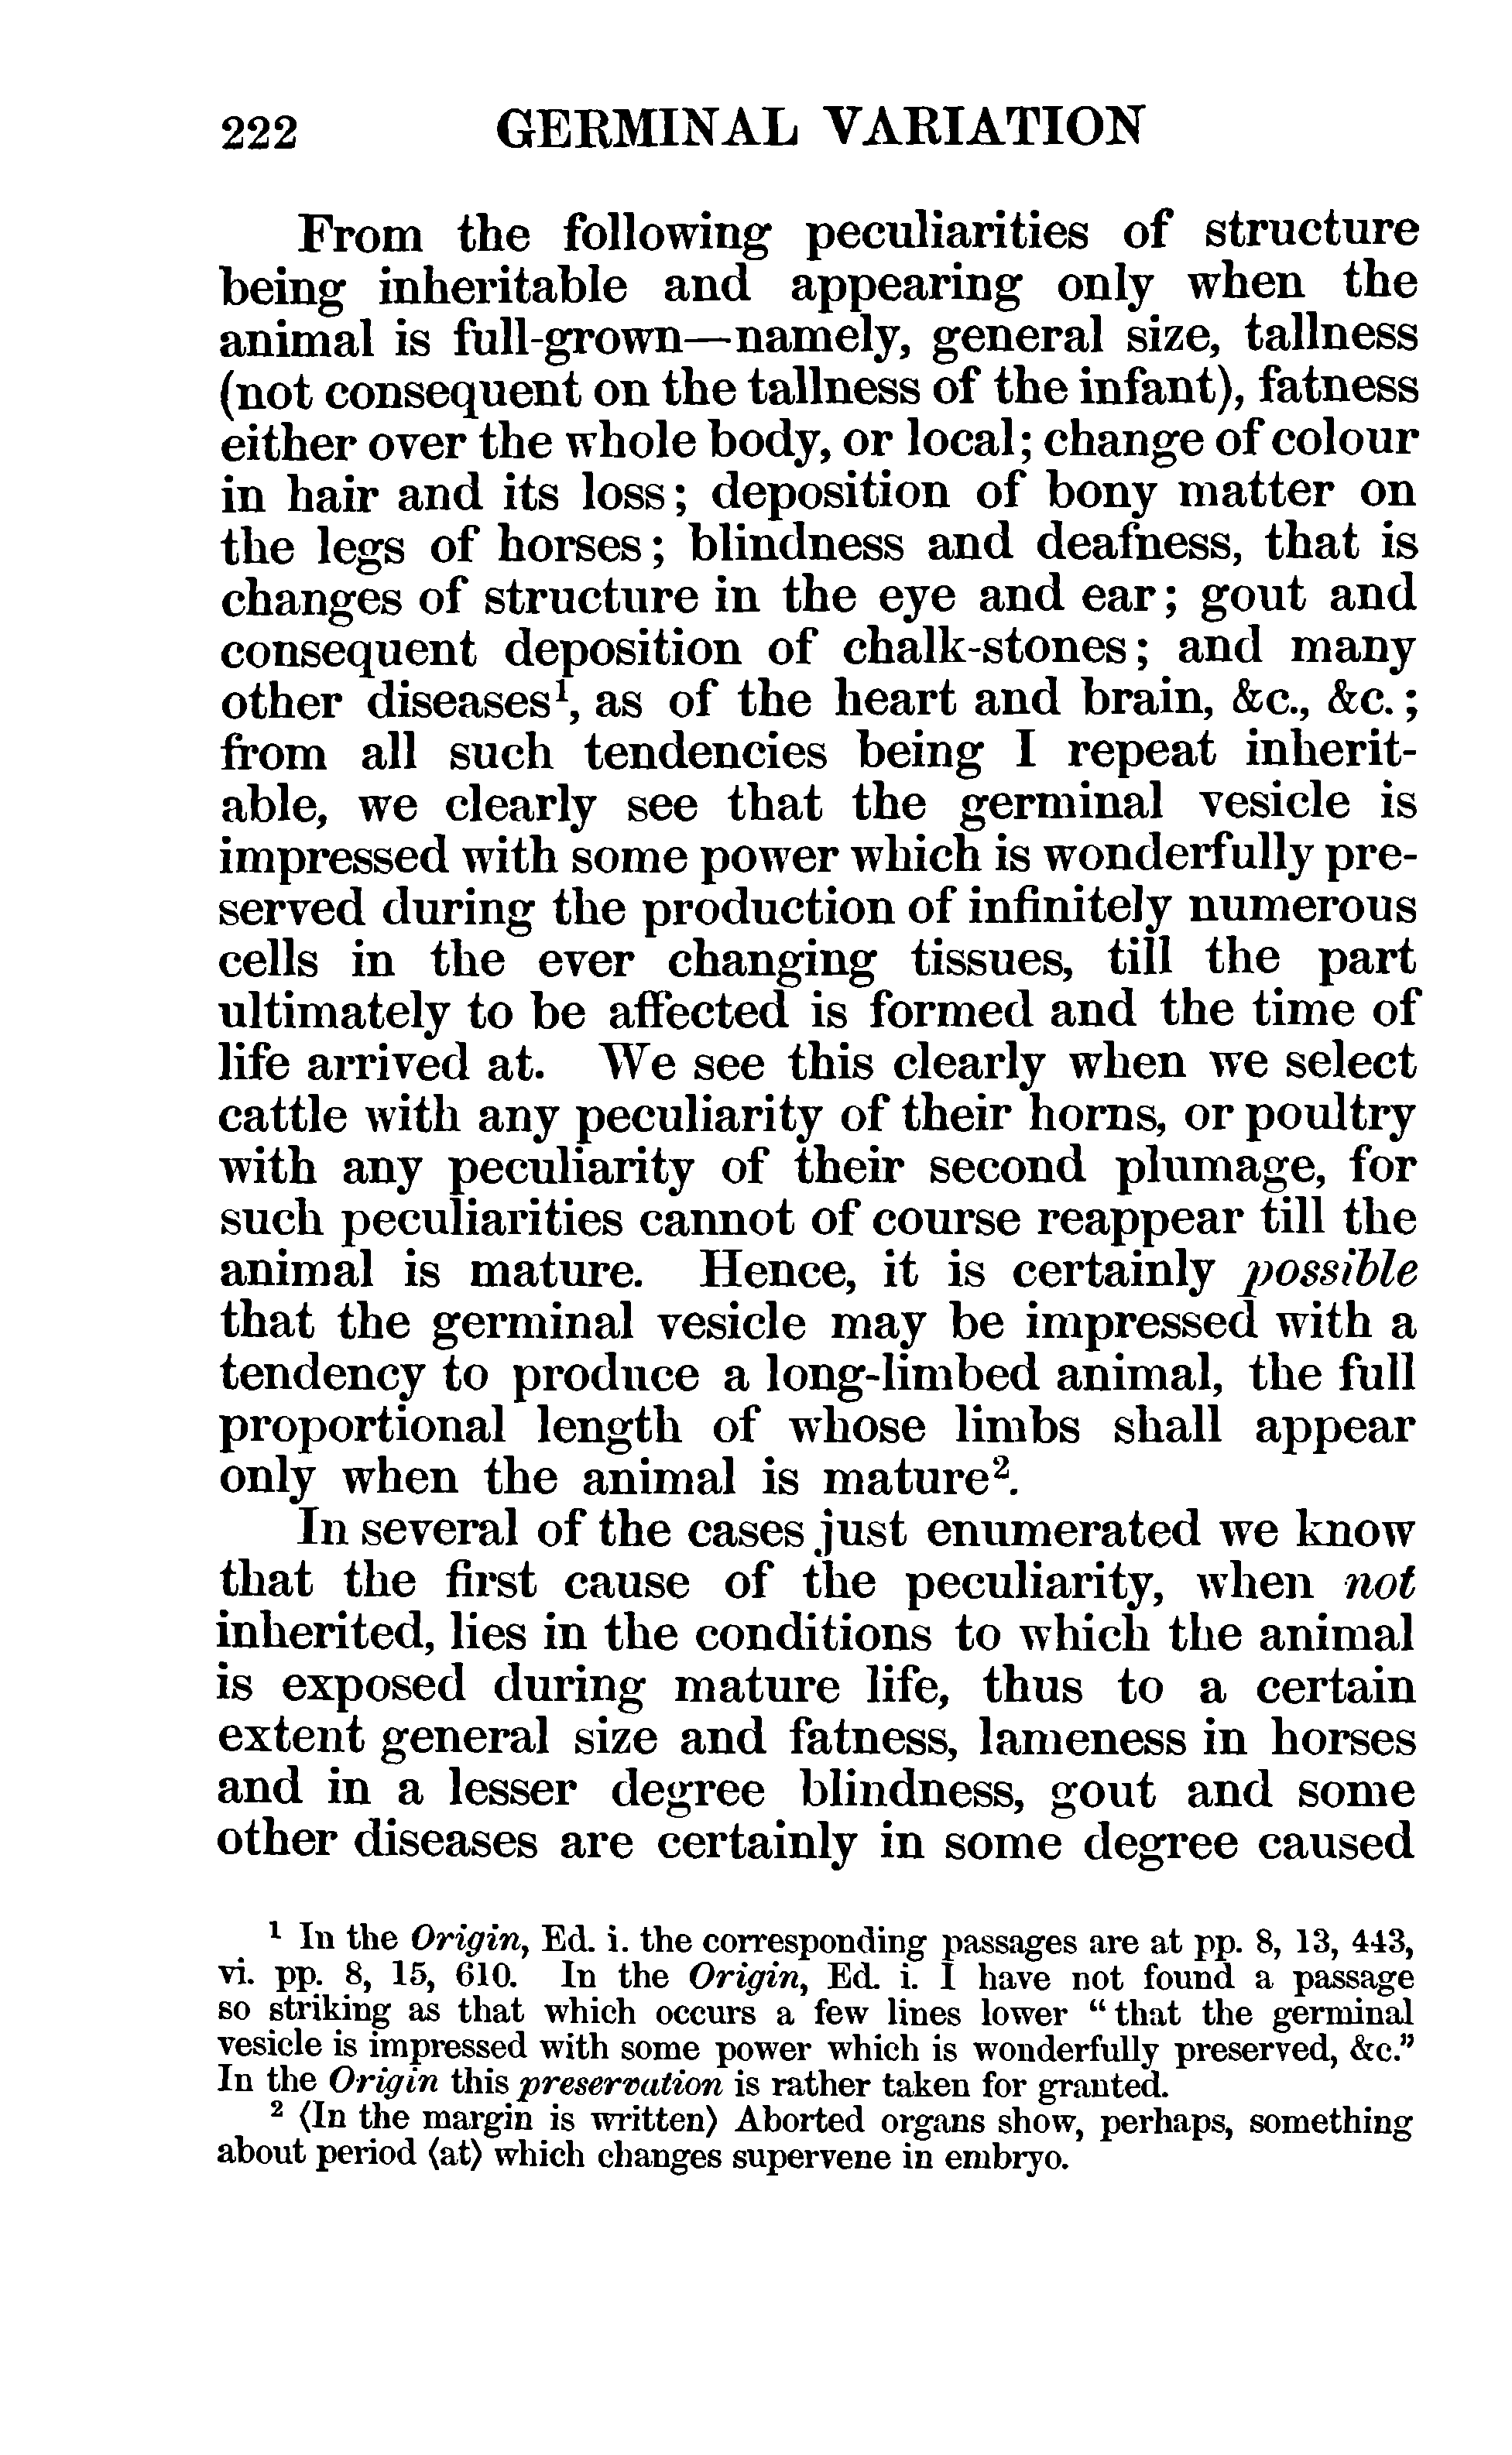 222 GERMINAL VARIATION
From the following peculiarities of structure
being inheritable and appearing only when the
animal is full-grown—namely, general size, tallness
(not consequent on the tallness of the infant), fatness
either over the whole body, or local; change of colour
in hair and its loss; deposition of bony matter on
the legs of horses; blindness and deafness, that is
changes of structure in the eye and ear; gout and
consequent deposition of chalk-stones; and many
other diseases¹, as of the heart and brain, &c., &c.;
from all such tendencies being I repeat inherit-
able, we clearly see that the germinal vesicle is
impressed with some power which is wonderfully pre-
served during the production of infinitely numerous
cells in the ever changing tissues, till the part
ultimately to be affected is formed and the time of
life arrived at. We see this clearly when we select
cattle with any peculiarity of their horns, or poultry
with any peculiarity of their second plumage, for
such peculiarities cannot of course reappear till the
animal is mature. Hence, it is certainly possible
that the germinal vesicle may be impressed with a
tendency to produce a long-limbed animal, the full
proportional length of whose limbs shall appear
only when the animal is mature².
In several of the cases just enumerated we know
that the first cause of the peculiarity, when not
inherited, lies in the conditions to which the animal
is exposed during mature life, thus to a certain
extent general size and fatness, lameness in horses
and in a lesser degree blindness, gout and some
other diseases are certainly in some degree caused
¹ In the Origin, Ed. i. the corresponding passages are at pp. 8, 13, 443,
vi. pp. 8, 15, 610. In the Origin, Ed. i. I have not found a passage
so striking as that which occurs a few lines lower “that the germinal
vesicle is impressed with some power which is wonderfully preserved, &c.”
In the Origin this preservation is rather taken for granted.
² ⟨In the margin is written⟩ Aborted organs show, perhaps, something
about period ⟨at⟩ which changes supervene in embryo.